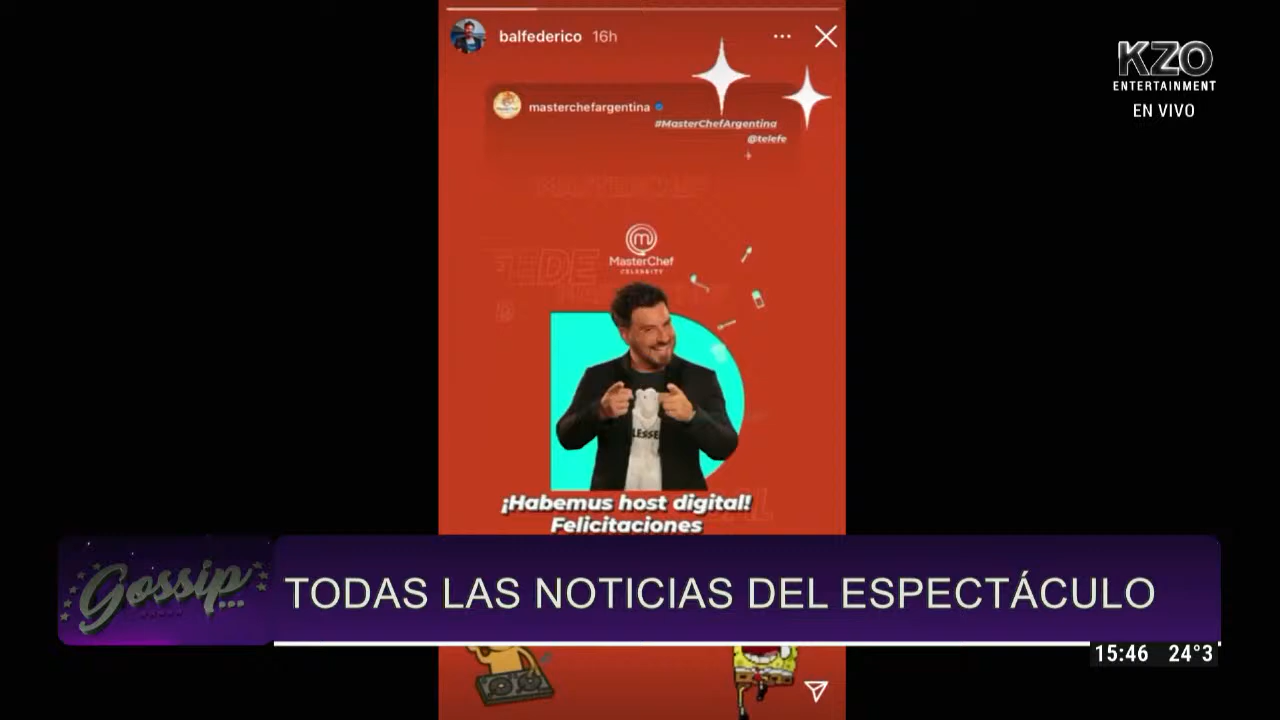 balfederico 16h
KZO
ENTERTAINMENT
EN VIVO
masterchefargentina
#MasterChefArgentina
@telefe
MasterChef
CELEBRITY
FEDE
¡Habemus host digital!
Felicitaciones
Gossip...
TODAS LAS NOTICIAS DEL ESPECTÁCULO
15:46 24°3